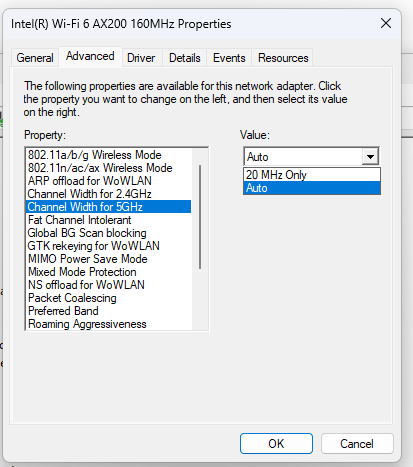 Intel(R) Wi-Fi 6 AX200 160MHz Properties
General Advanced Driver Details Events Resources
The following properties are available for this network adapter. Click
the property you want to change on the left, and then select its value
on the right.
Property:
Value:
802.11a/b/g Wireless Mode
802.11n/ac/ax Wireless Mode
ARP offload for WoWLAN
Channel Width for 2.4GHz
Channel Width for 5GHz
Fat Channel Intolerant
Global BG Scan blocking
GTK rekeying for WoWLAN
MIMO Power Save Mode
Mixed Mode Protection
NS offload for WoWLAN
Packet Coalescing
Preferred Band
Roaming Aggressiveness
Auto
20 MHz Only
Auto
OK
Cancel